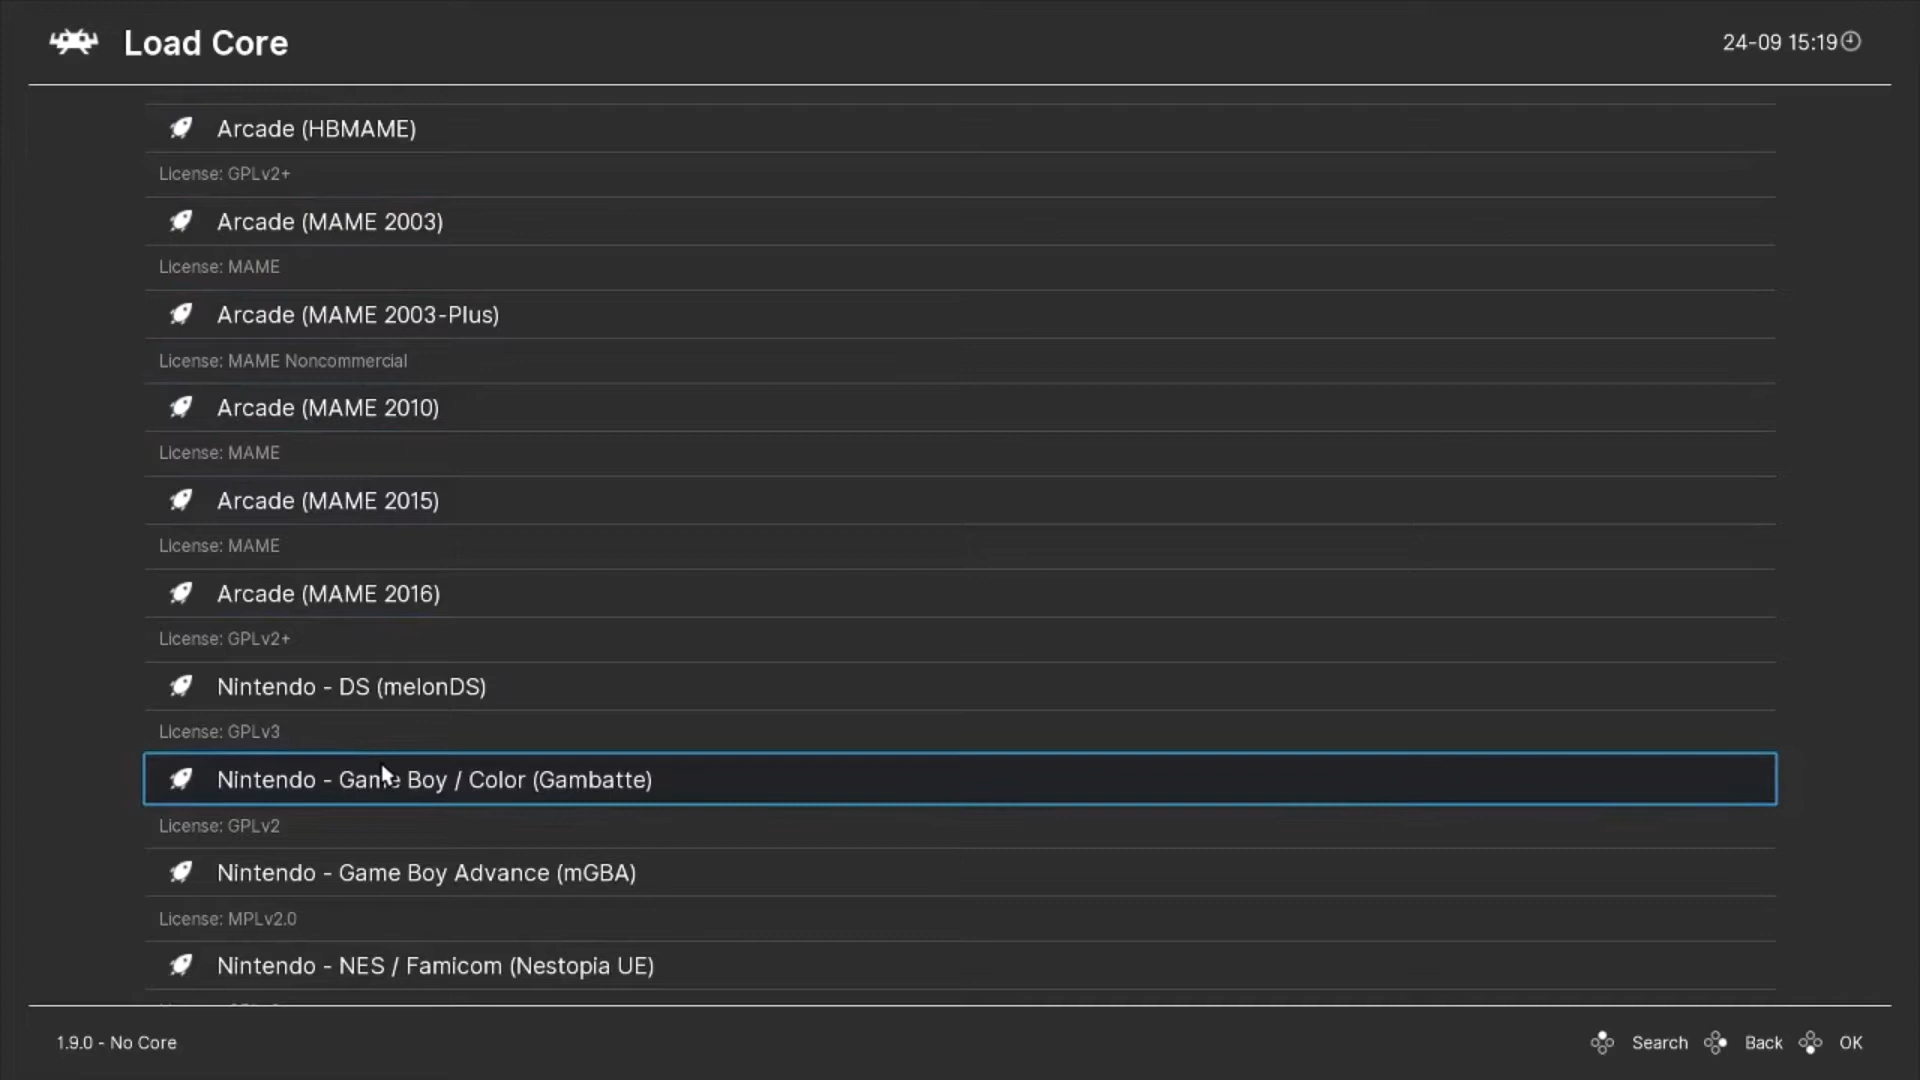 Load Core
24-09 15:19
Arcade (HBMAME)
License: GPLv2+
Arcade (MAME 2003)
License: MAME
Arcade (MAME 2003-Plus)
License: MAME Noncommercial
Arcade (MAME 2010)
License: MAME
Arcade (MAME 2015)
License: MAME
Arcade (MAME 2016)
License: GPLv2+
Nintendo - DS (melonDS)
License: GPLv3
Nintendo - Game Boy / Color (Gambatte)
License: GPLv2
Nintendo - Game Boy Advance (mGBA)
License: MPLv2.0
Nintendo - NES / Famicom (Nestopia UE)
1.9.0 - No Core
Search Back OK